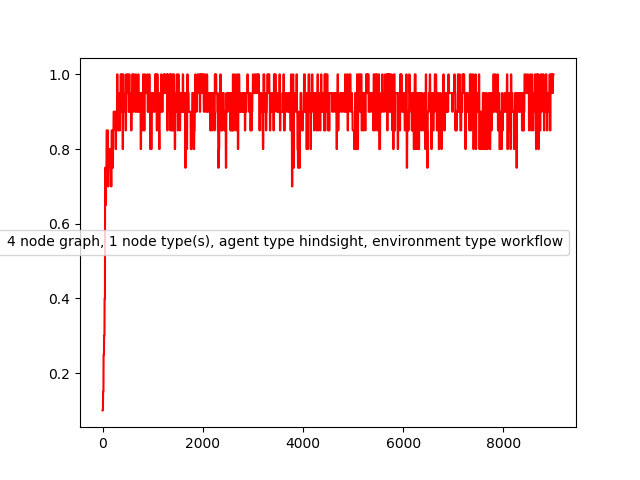 1.0
0.8
0.6
4 node graph, 1 node type(s), agent type hindsight, environment type workflow
0.4
0.2
0 2000 4000 6000 8000